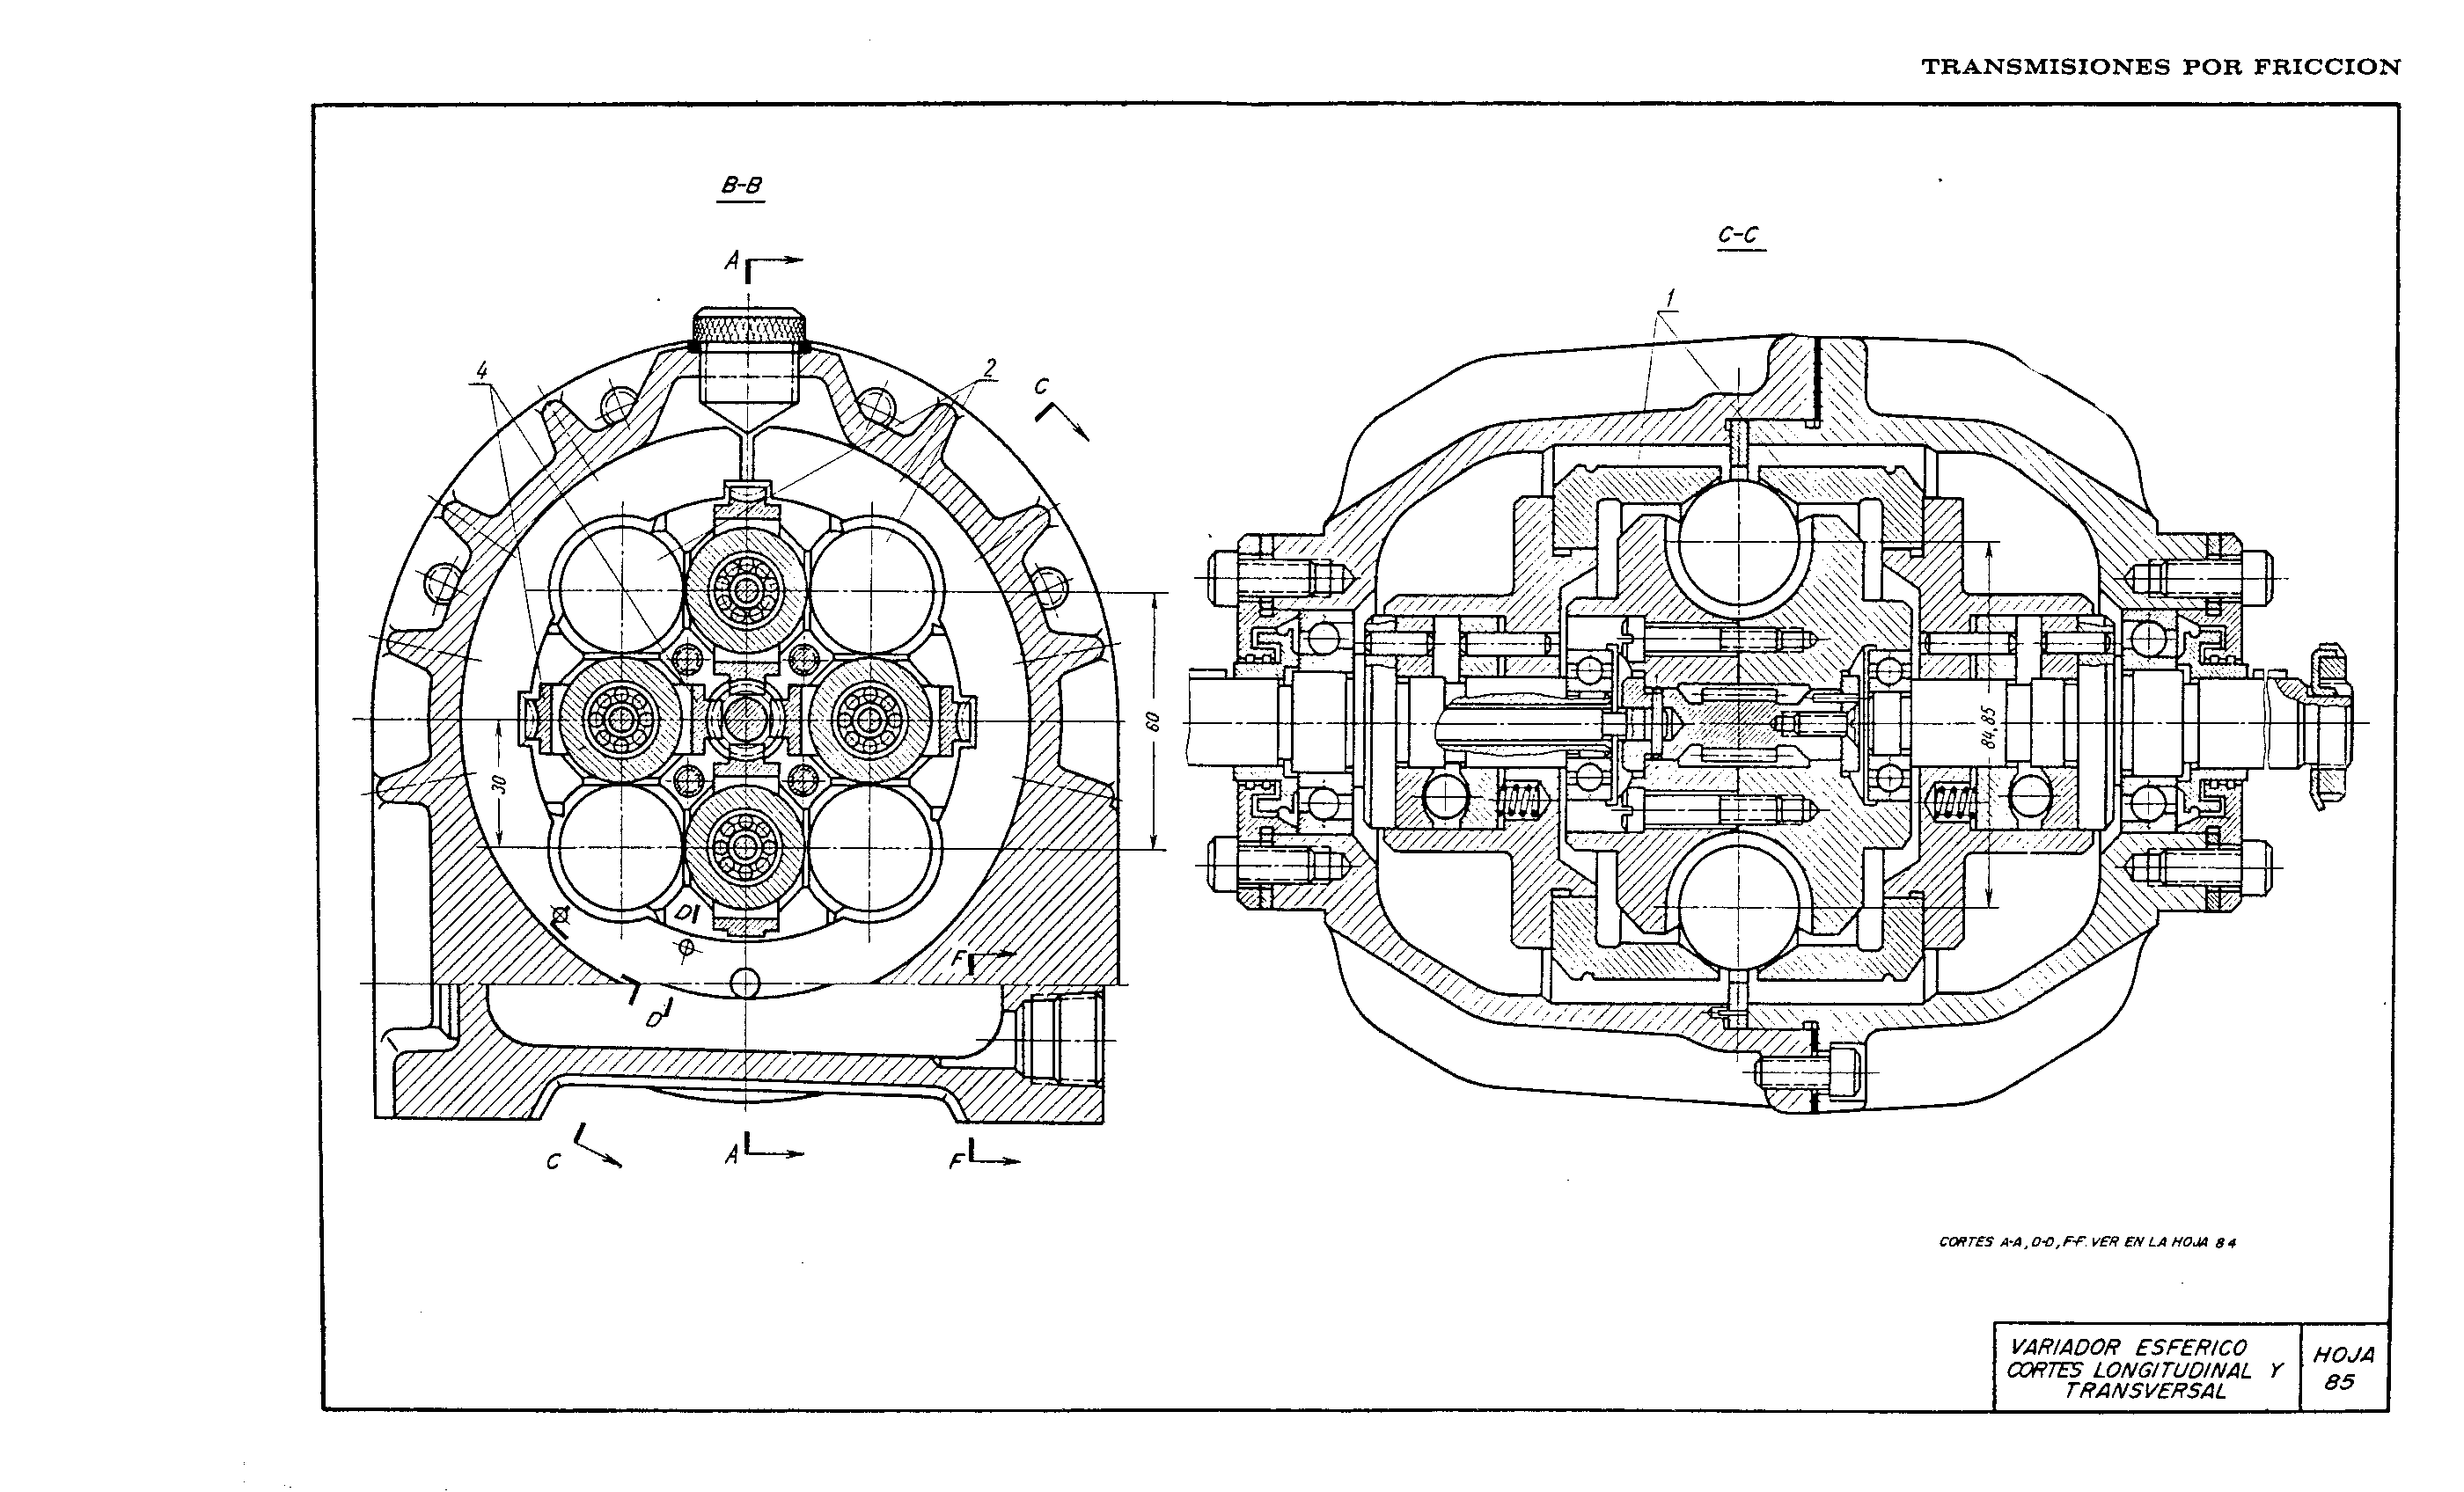 TRANSMISIONES POR FRICCION
B-B
A
4
2
C
60
30
D
D
F
C
A
F
C-C
1
84,85
CORTES A-A, D-D, F-F. VER EN LA HOJA 84
VARIADOR ESFERICO
CORTES LONGITUDINAL Y
TRANSVERSAL
HOJA
85